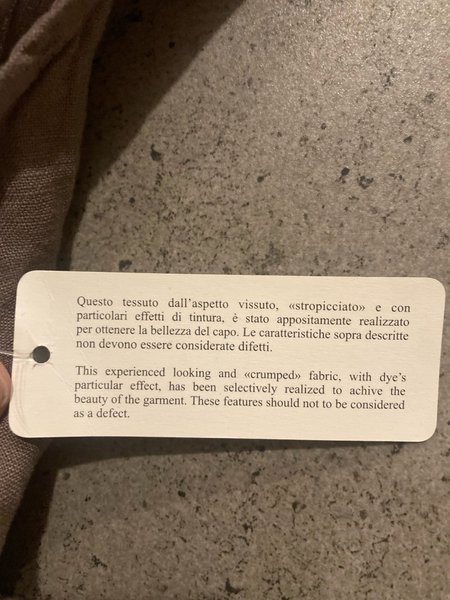 Questo tessuto dall'aspetto vissuto, «stropicciato» e con
particolari effetti di tintura, è stato appositamente realizzato
per ottenere la bellezza del capo. Le caratteristiche sopra descritte
non devono essere considerate difetti.
This experienced looking and «crumped» fabric, with dye's
particular effect, has been selectively realized to achive the
beauty of the garment. These features should not to be considered
as a defect.